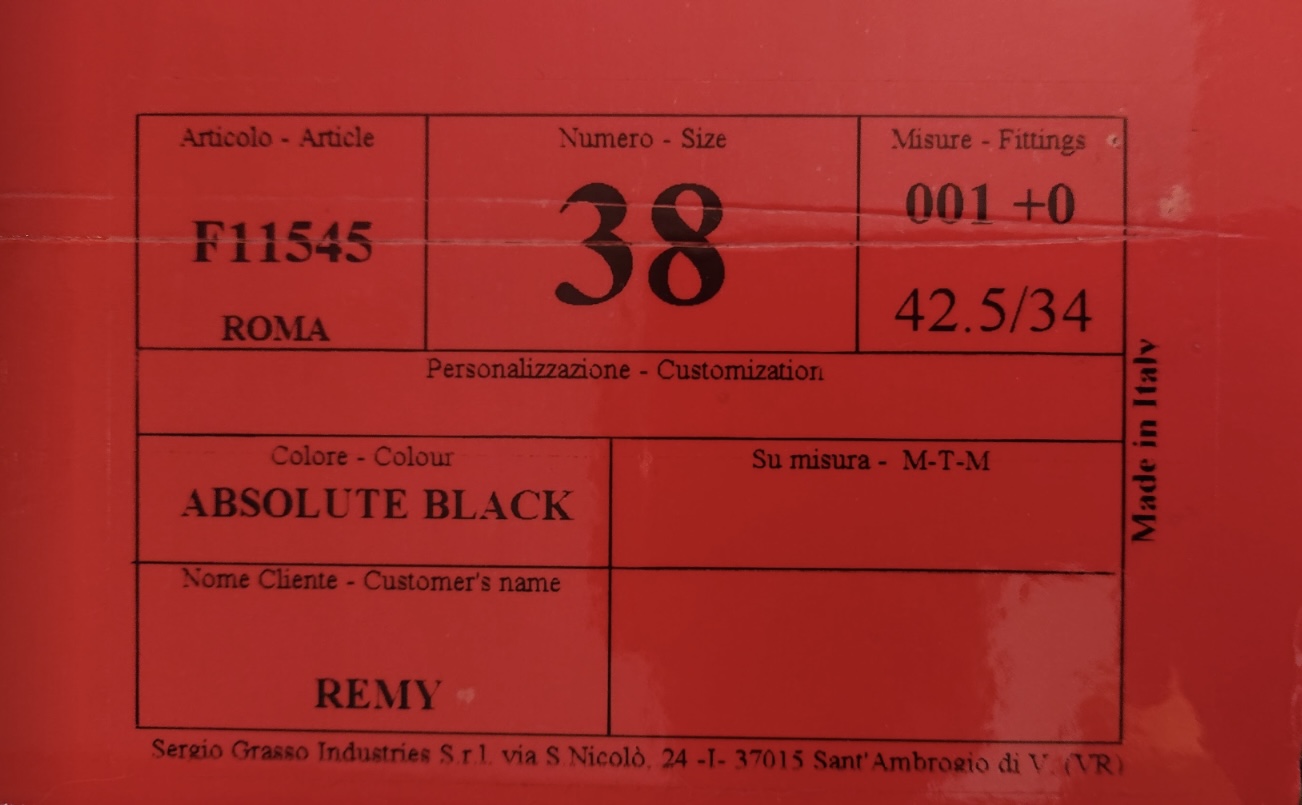 Articolo - Article
F11545
ROMA
Numero - Size
38
Misure - Fittings
001 +0
42.5/34
Personalizzazione - Customization
Colore - Colour
ABSOLUTE BLACK
Su misura - M-T-M
Nome Cliente - Customer's name
REMY
Made in Italy
Sergio Grasso Industries S.r.l. via S.Nicolò, 24 -I- 37015 Sant'Ambrogio di V. (VR)